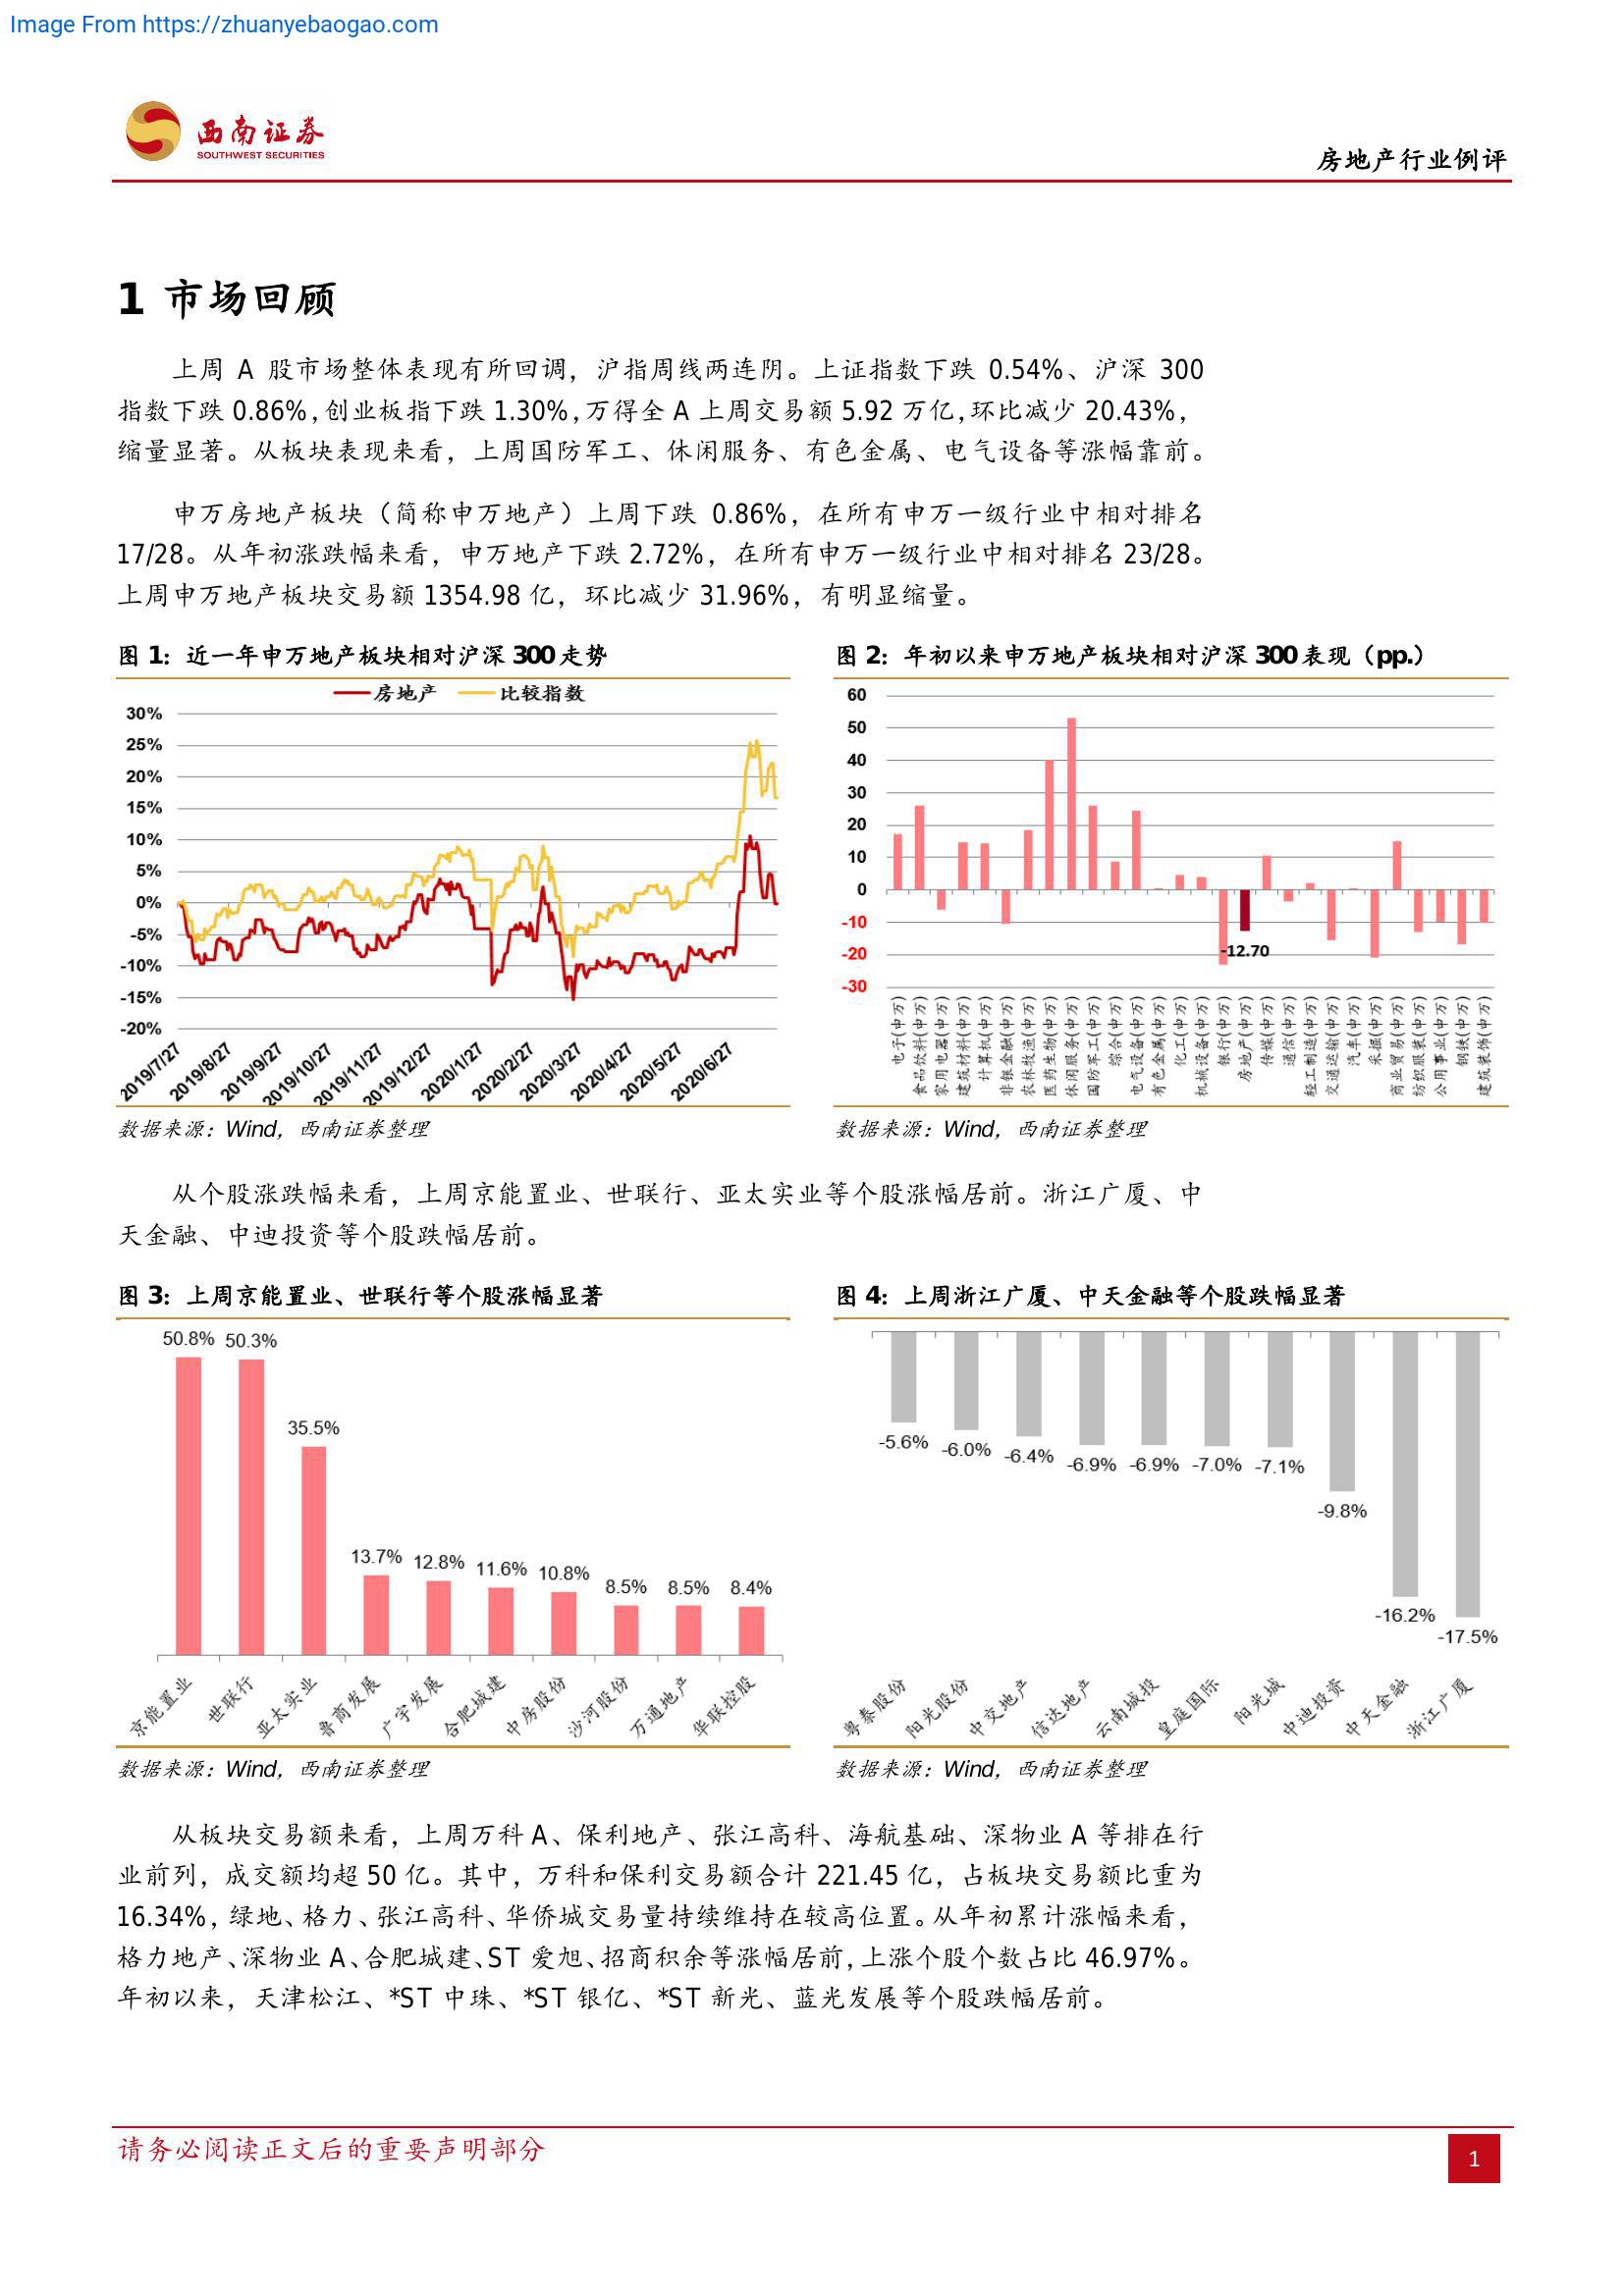 Image From https://zhuanyebaogao.com
西南证券
SOUTHWEST SECURITIES
房地产行业例评
1 市场回顾
上周 A 股市场整体表现有所回调，沪指周线两连阴。上证指数下跌 0.54%、沪深 300
指数下跌 0.86%，创业板指下跌 1.30%，万得全 A 上周交易额 5.92 万亿，环比减少 20.43%，
缩量显著。从板块表现来看，上周国防军工、休闲服务、有色金属、电气设备等涨幅靠前。
申万房地产板块（简称申万地产）上周下跌 0.86%，在所有申万一级行业中相对排名
17/28。从年初涨跌幅来看，申万地产下跌 2.72%，在所有申万一级行业中相对排名 23/28。
上周申万地产板块交易额 1354.98 亿，环比减少 31.96%，有明显缩量。
图 1：近一年申万地产板块相对沪深 300 走势
房地产 比较指数
30%
25%
20%
15%
10%
5%
0%
-5%
-10%
-15%
-20%
2019/7/27 2019/8/27 2019/9/27 2019/10/27 2019/11/27 2019/12/27 2020/1/27 2020/2/27 2020/3/27 2020/4/27 2020/5/27 2020/6/27
数据来源：Wind，西南证券整理
图 2：年初以来申万地产板块相对沪深 300 表现（pp.）
60
50
40
30
20
10
0
-10
-20
-30
-12.70
电子(申万) 食品饮料(申万) 家用电器(申万) 建筑材料(申万) 计算机(申万) 非银金融(申万) 农林牧渔(申万) 医药生物(申万) 休闲服务(申万) 国防军工(申万) 综合(申万) 电气设备(申万) 有色金属(申万) 化工(申万) 机械设备(申万) 银行(申万) 房地产(申万) 传媒(申万) 通信(申万) 轻工制造(申万) 交通运输(申万) 汽车(申万) 采掘(申万) 商业贸易(申万) 纺织服装(申万) 公用事业(申万) 钢铁(申万) 建筑装饰(申万)
数据来源：Wind，西南证券整理
从个股涨跌幅来看，上周京能置业、世联行、亚太实业等个股涨幅居前。浙江广厦、中
天金融、中迪投资等个股跌幅居前。
图 3：上周京能置业、世联行等个股涨幅显著
50.8% 50.3% 35.5% 13.7% 12.8% 11.6% 10.8% 8.5% 8.5% 8.4%
京能置业 世联行 亚太实业 鲁商发展 广宇发展 合肥城建 中房股份 沙河股份 万通地产 华联控股
数据来源：Wind，西南证券整理
图 4：上周浙江广厦、中天金融等个股跌幅显著
-5.6% -6.0% -6.4% -6.9% -6.9% -7.0% -7.1% -9.8% -16.2% -17.5%
粤泰股份 阳光股份 中交地产 信达地产 云南城投 皇庭国际 阳光城 中迪投资 中天金融 浙江广厦
数据来源：Wind，西南证券整理
从板块交易额来看，上周万科 A、保利地产、张江高科、海航基础、深物业 A 等排在行
业前列，成交额均超 50 亿。其中，万科和保利交易额合计 221.45 亿，占板块交易额比重为
16.34%，绿地、格力、张江高科、华侨城交易量持续维持在较高位置。从年初累计涨幅来看，
格力地产、深物业 A、合肥城建、ST 爱旭、招商积余等涨幅居前，上涨个股个数占比 46.97%。
年初以来，天津松江、*ST 中珠、*ST 银亿、*ST 新光、蓝光发展等个股跌幅居前。
请务必阅读正文后的重要声明部分
1